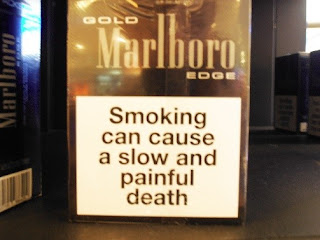 GOLD
Marlboro
EDGE
Smoking
can cause
a slow and
painful
death
Marlboro